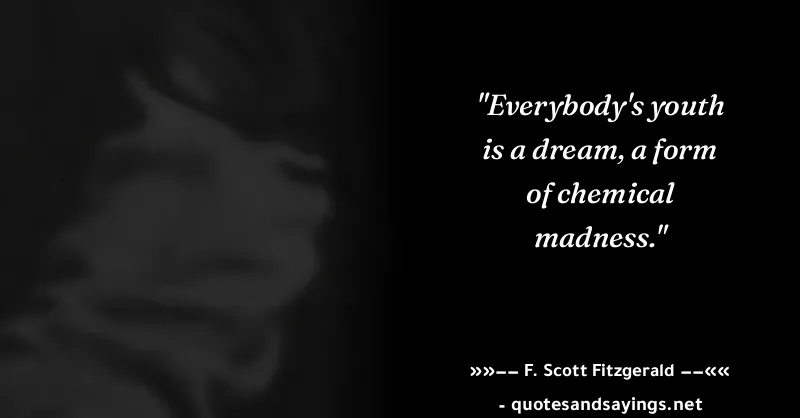 "Everybody's youth
is a dream, a form
of chemical
madness."
»»–– F. Scott Fitzgerald ––««
- quotesandsayings.net